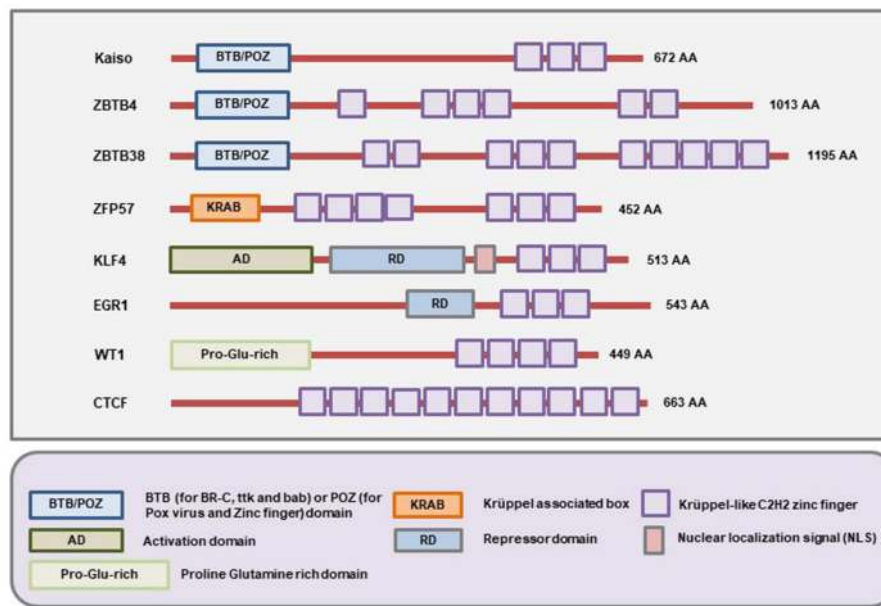 Kaiso BTB/POZ 672 AA
ZBTB4 BTB/POZ 1013 AA
ZBTB38 BTB/POZ 1195 AA
ZFP57 KRAB 452 AA
KLF4 AD RD 513 AA
EGR1 RD 543 AA
WT1 Pro-Glu-rich 449 AA
CTCF 663 AA
BTB/POZ BTB (for BR-C, ttk and bab) or POZ (for
Pox virus and Zinc finger) domain
KRAB Krüppel associated box
Krüppel-like C2H2 zinc finger
AD Activation domain
RD Repressor domain
Nuclear localization signal (NLS)
Pro-Glu-rich Proline Glutamine rich domain